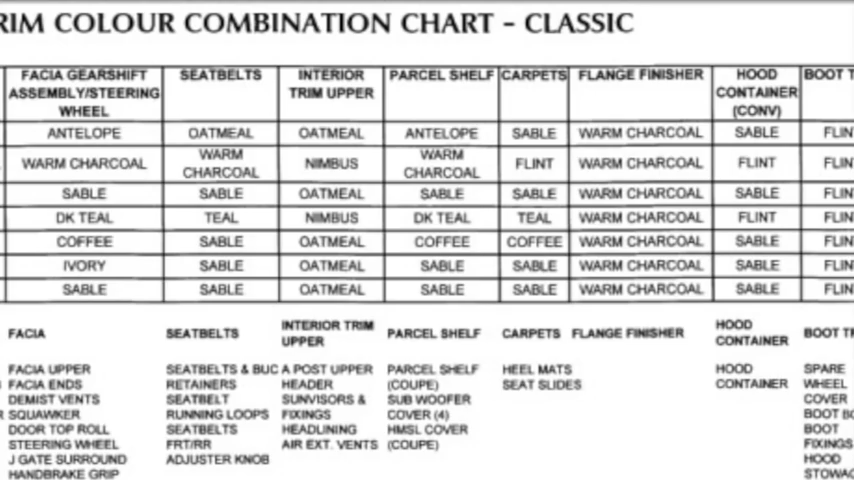 RIM COLOUR COMBINATION CHART - CLASSIC
FACIA GEARSHIFT ASSEMBLY/STEERING WHEEL SEATBELTS INTERIOR TRIM UPPER PARCEL SHELF CARPETS FLANGE FINISHER HOOD CONTAINER (CONV) BOOT T
ANTELOPE OATMEAL OATMEAL ANTELOPE SABLE WARM CHARCOAL SABLE FLIN
WARM CHARCOAL WARM CHARCOAL NIMBUS WARM CHARCOAL FLINT WARM CHARCOAL FLINT FLIN
SABLE SABLE OATMEAL SABLE SABLE WARM CHARCOAL SABLE FLIN
DK TEAL TEAL NIMBUS DK TEAL TEAL WARM CHARCOAL FLINT FLIN
COFFEE SABLE OATMEAL COFFEE COFFEE WARM CHARCOAL SABLE FLIN
IVORY SABLE OATMEAL SABLE SABLE WARM CHARCOAL SABLE FLIN
SABLE SABLE OATMEAL SABLE SABLE WARM CHARCOAL SABLE FLIN
FACIA SEATBELTS INTERIOR TRIM UPPER PARCEL SHELF CARPETS FLANGE FINISHER HOOD CONTAINER BOOT TR
FACIA UPPER SEATBELTS & BUC A POST UPPER PARCEL SHELF HEEL MATS HOOD SPARE
FACIA ENDS RETAINERS HEADER (COUPE) SEAT SLIDES CONTAINER WHEEL
DEMIST VENTS SEATBELT SUNVISORS & SUB WOOFER COVER
R SQUAWKER RUNNING LOOPS FIXINGS COVER (4) BOOT BO
DOOR TOP ROLL SEATBELTS HEADLINING HMSL COVER BOOT
STEERING WHEEL FRT/RR AIR EXT. VENTS (COUPE) FIXINGS
J GATE SURROUND ADJUSTER KNOB HOOD
HANDBRAKE GRIP STOWAG